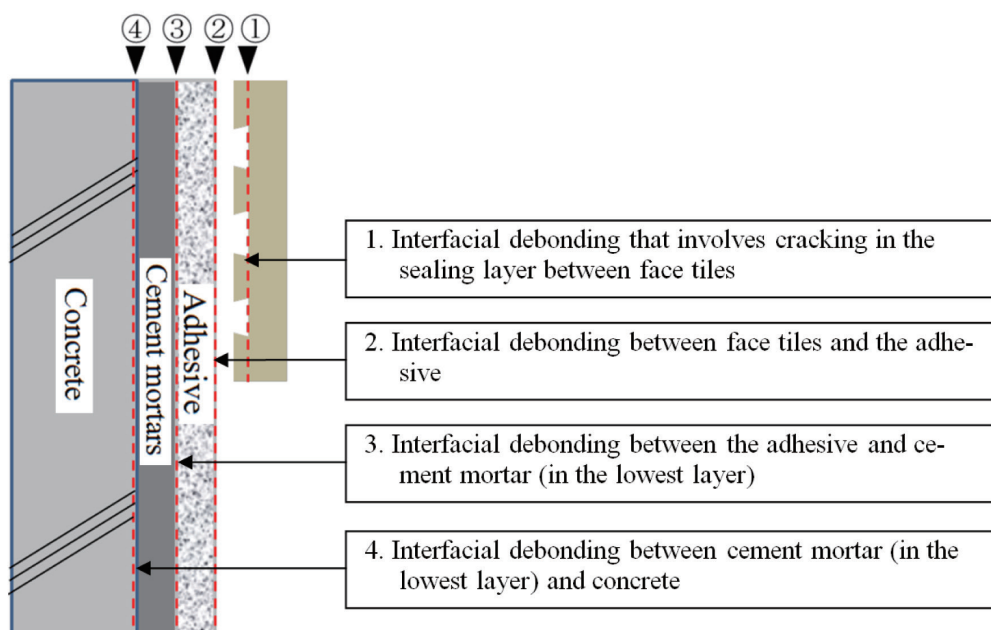 ④ ③ ② ①
Concrete
Cement mortars
Adhesive
1. Interfacial debonding that involves cracking in the
sealing layer between face tiles
2. Interfacial debonding between face tiles and the adhe-
sive
3. Interfacial debonding between the adhesive and ce-
ment mortar (in the lowest layer)
4. Interfacial debonding between cement mortar (in the
lowest layer) and concrete